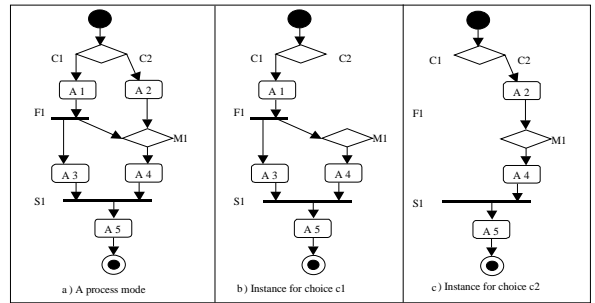 C1 C2
A 1 A 2
F1
M1
A 3 A 4
S1
A 5
a ) A process mode
C1 C2
A 1
F1
M1
A 3 A 4
S1
A 5
b ) Instance for choice c1
C1 C2
A 2
F1
M1
A 4
S1
A 5
c ) Instance for choice c2